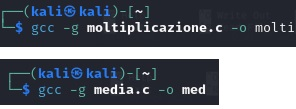 ┌──(kali㉿kali)-[~]
└─$ gcc -g moltiplicazione.c -o molti
┌──(kali㉿kali)-[~]
└─$ gcc -g media.c -o med